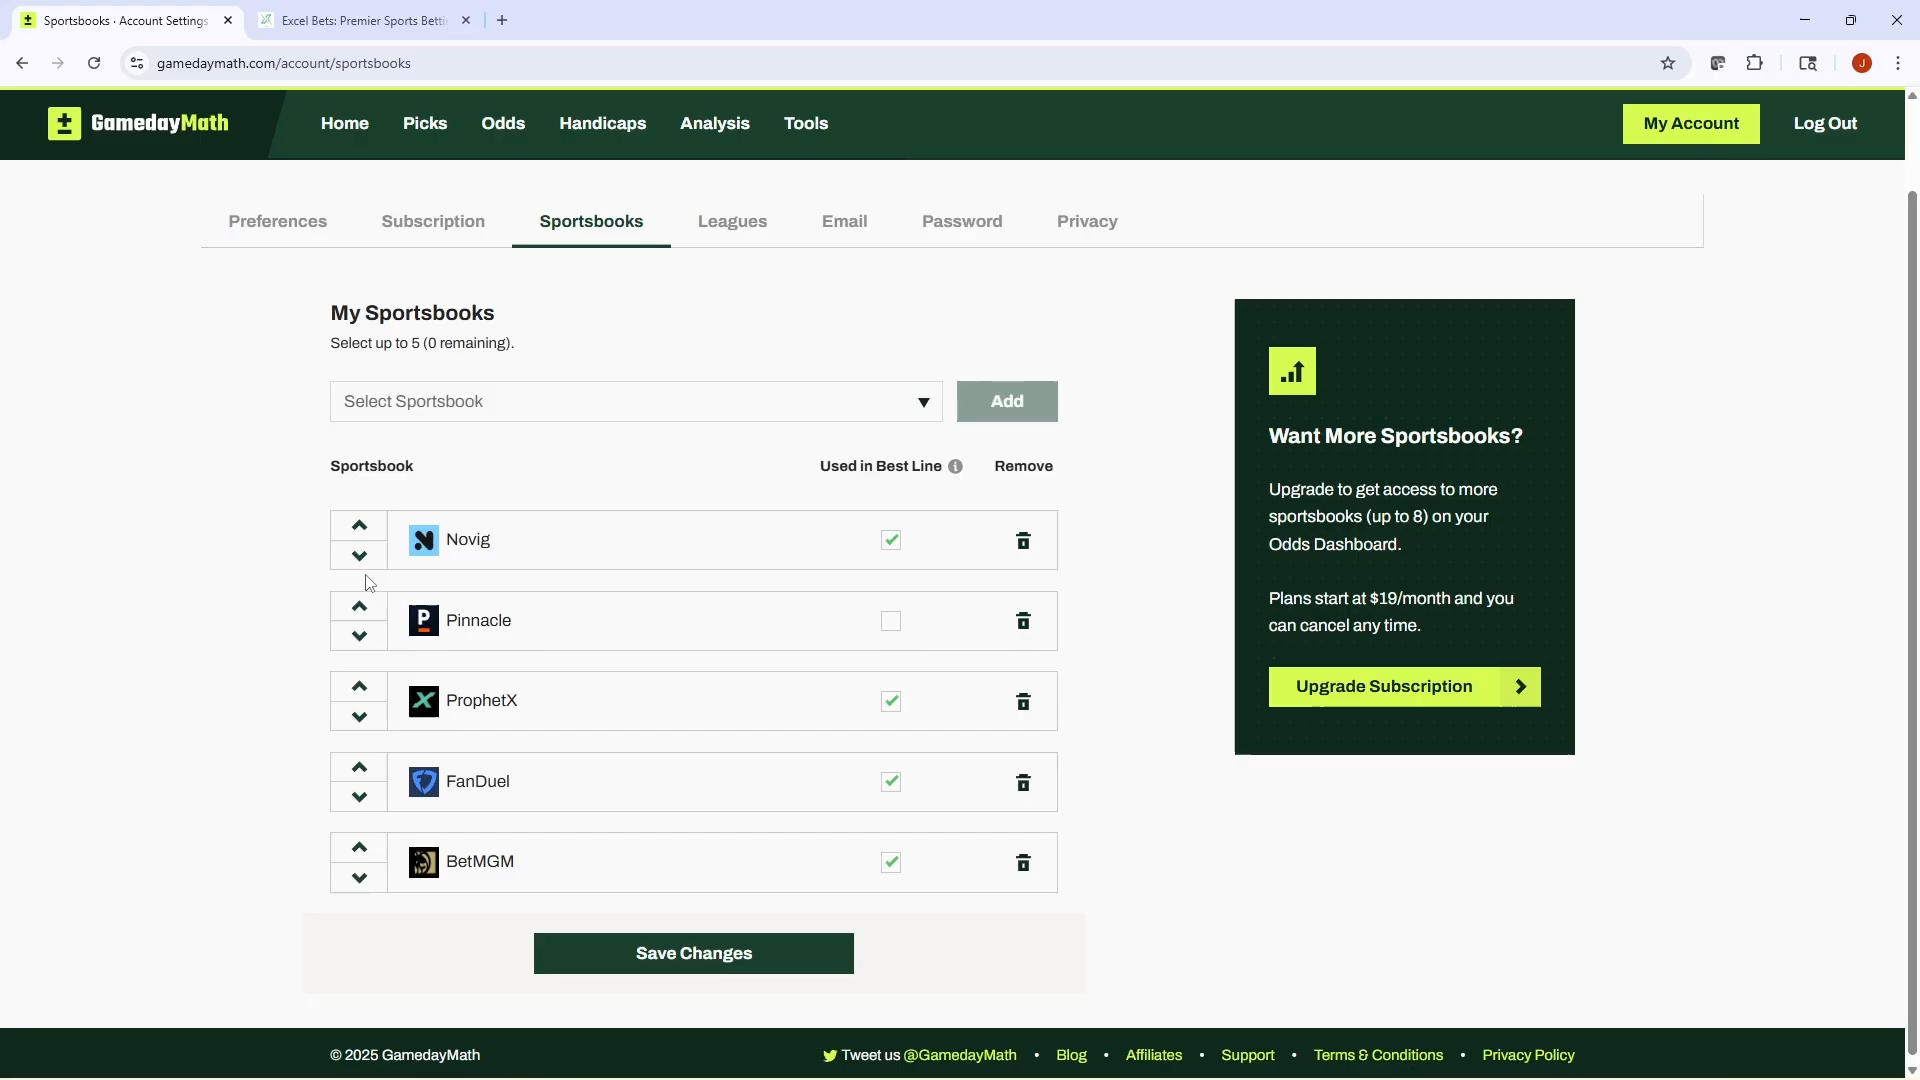 Sportsbooks · Account Settings
Excel Bets: Premier Sports Betti
gamedaymath.com/account/sportsbooks
J
GamedayMath
Home
Picks
Odds
Handicaps
Analysis
Tools
My Account
Log Out
Preferences
Subscription
Sportsbooks
Leagues
Email
Password
Privacy
My Sportsbooks
Select up to 5 (0 remaining).
Select Sportsbook
Add
Sportsbook
Used in Best Line
Remove
Novig
Pinnacle
ProphetX
FanDuel
BetMGM
Save Changes
Want More Sportsbooks?
Upgrade to get access to more
sportsbooks (up to 8) on your
Odds Dashboard.
Plans start at $19/month and you
can cancel any time.
Upgrade Subscription
© 2025 GamedayMath
Tweet us @GamedayMath • Blog • Affiliates • Support • Terms & Conditions • Privacy Policy